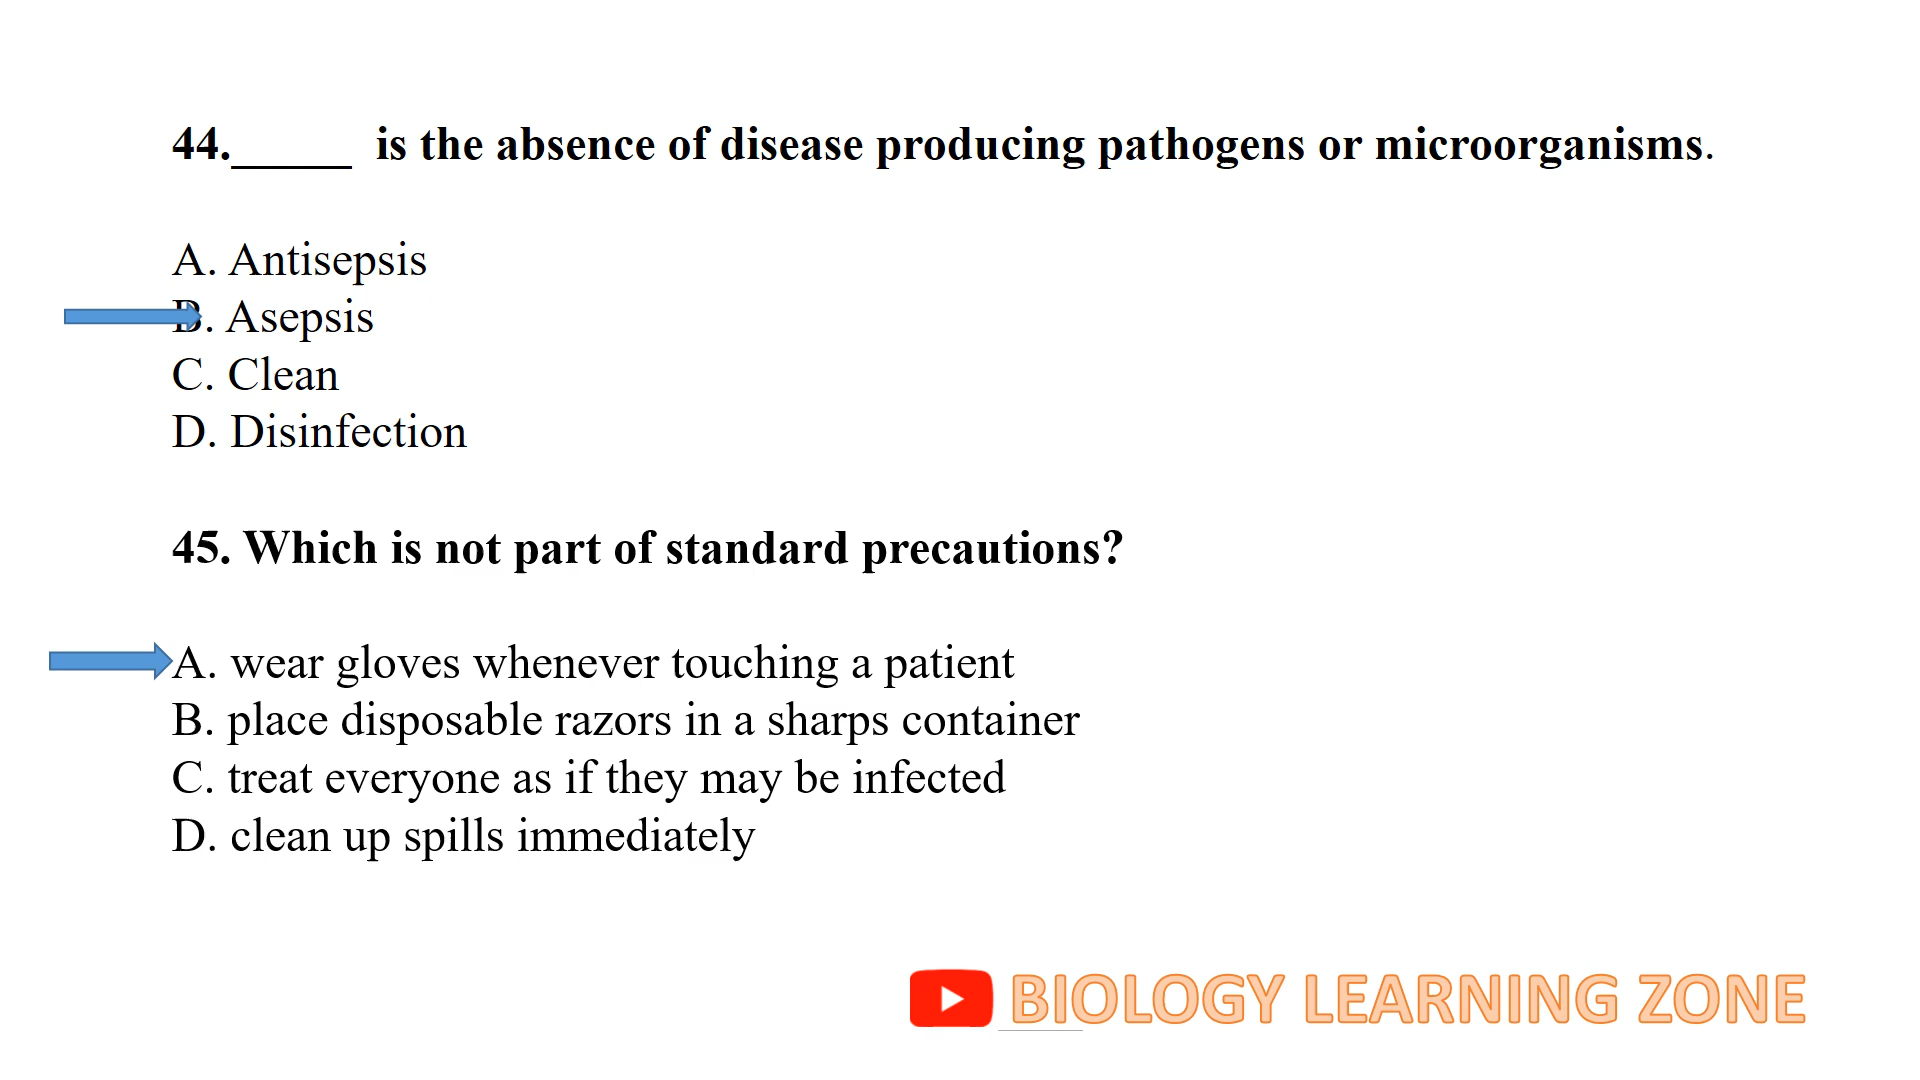 44._____ is the absence of disease producing pathogens or microorganisms.
A. Antisepsis
B. Asepsis
C. Clean
D. Disinfection
45. Which is not part of standard precautions?
A. wear gloves whenever touching a patient
B. place disposable razors in a sharps container
C. treat everyone as if they may be infected
D. clean up spills immediately
BIOLOGY LEARNING ZONE